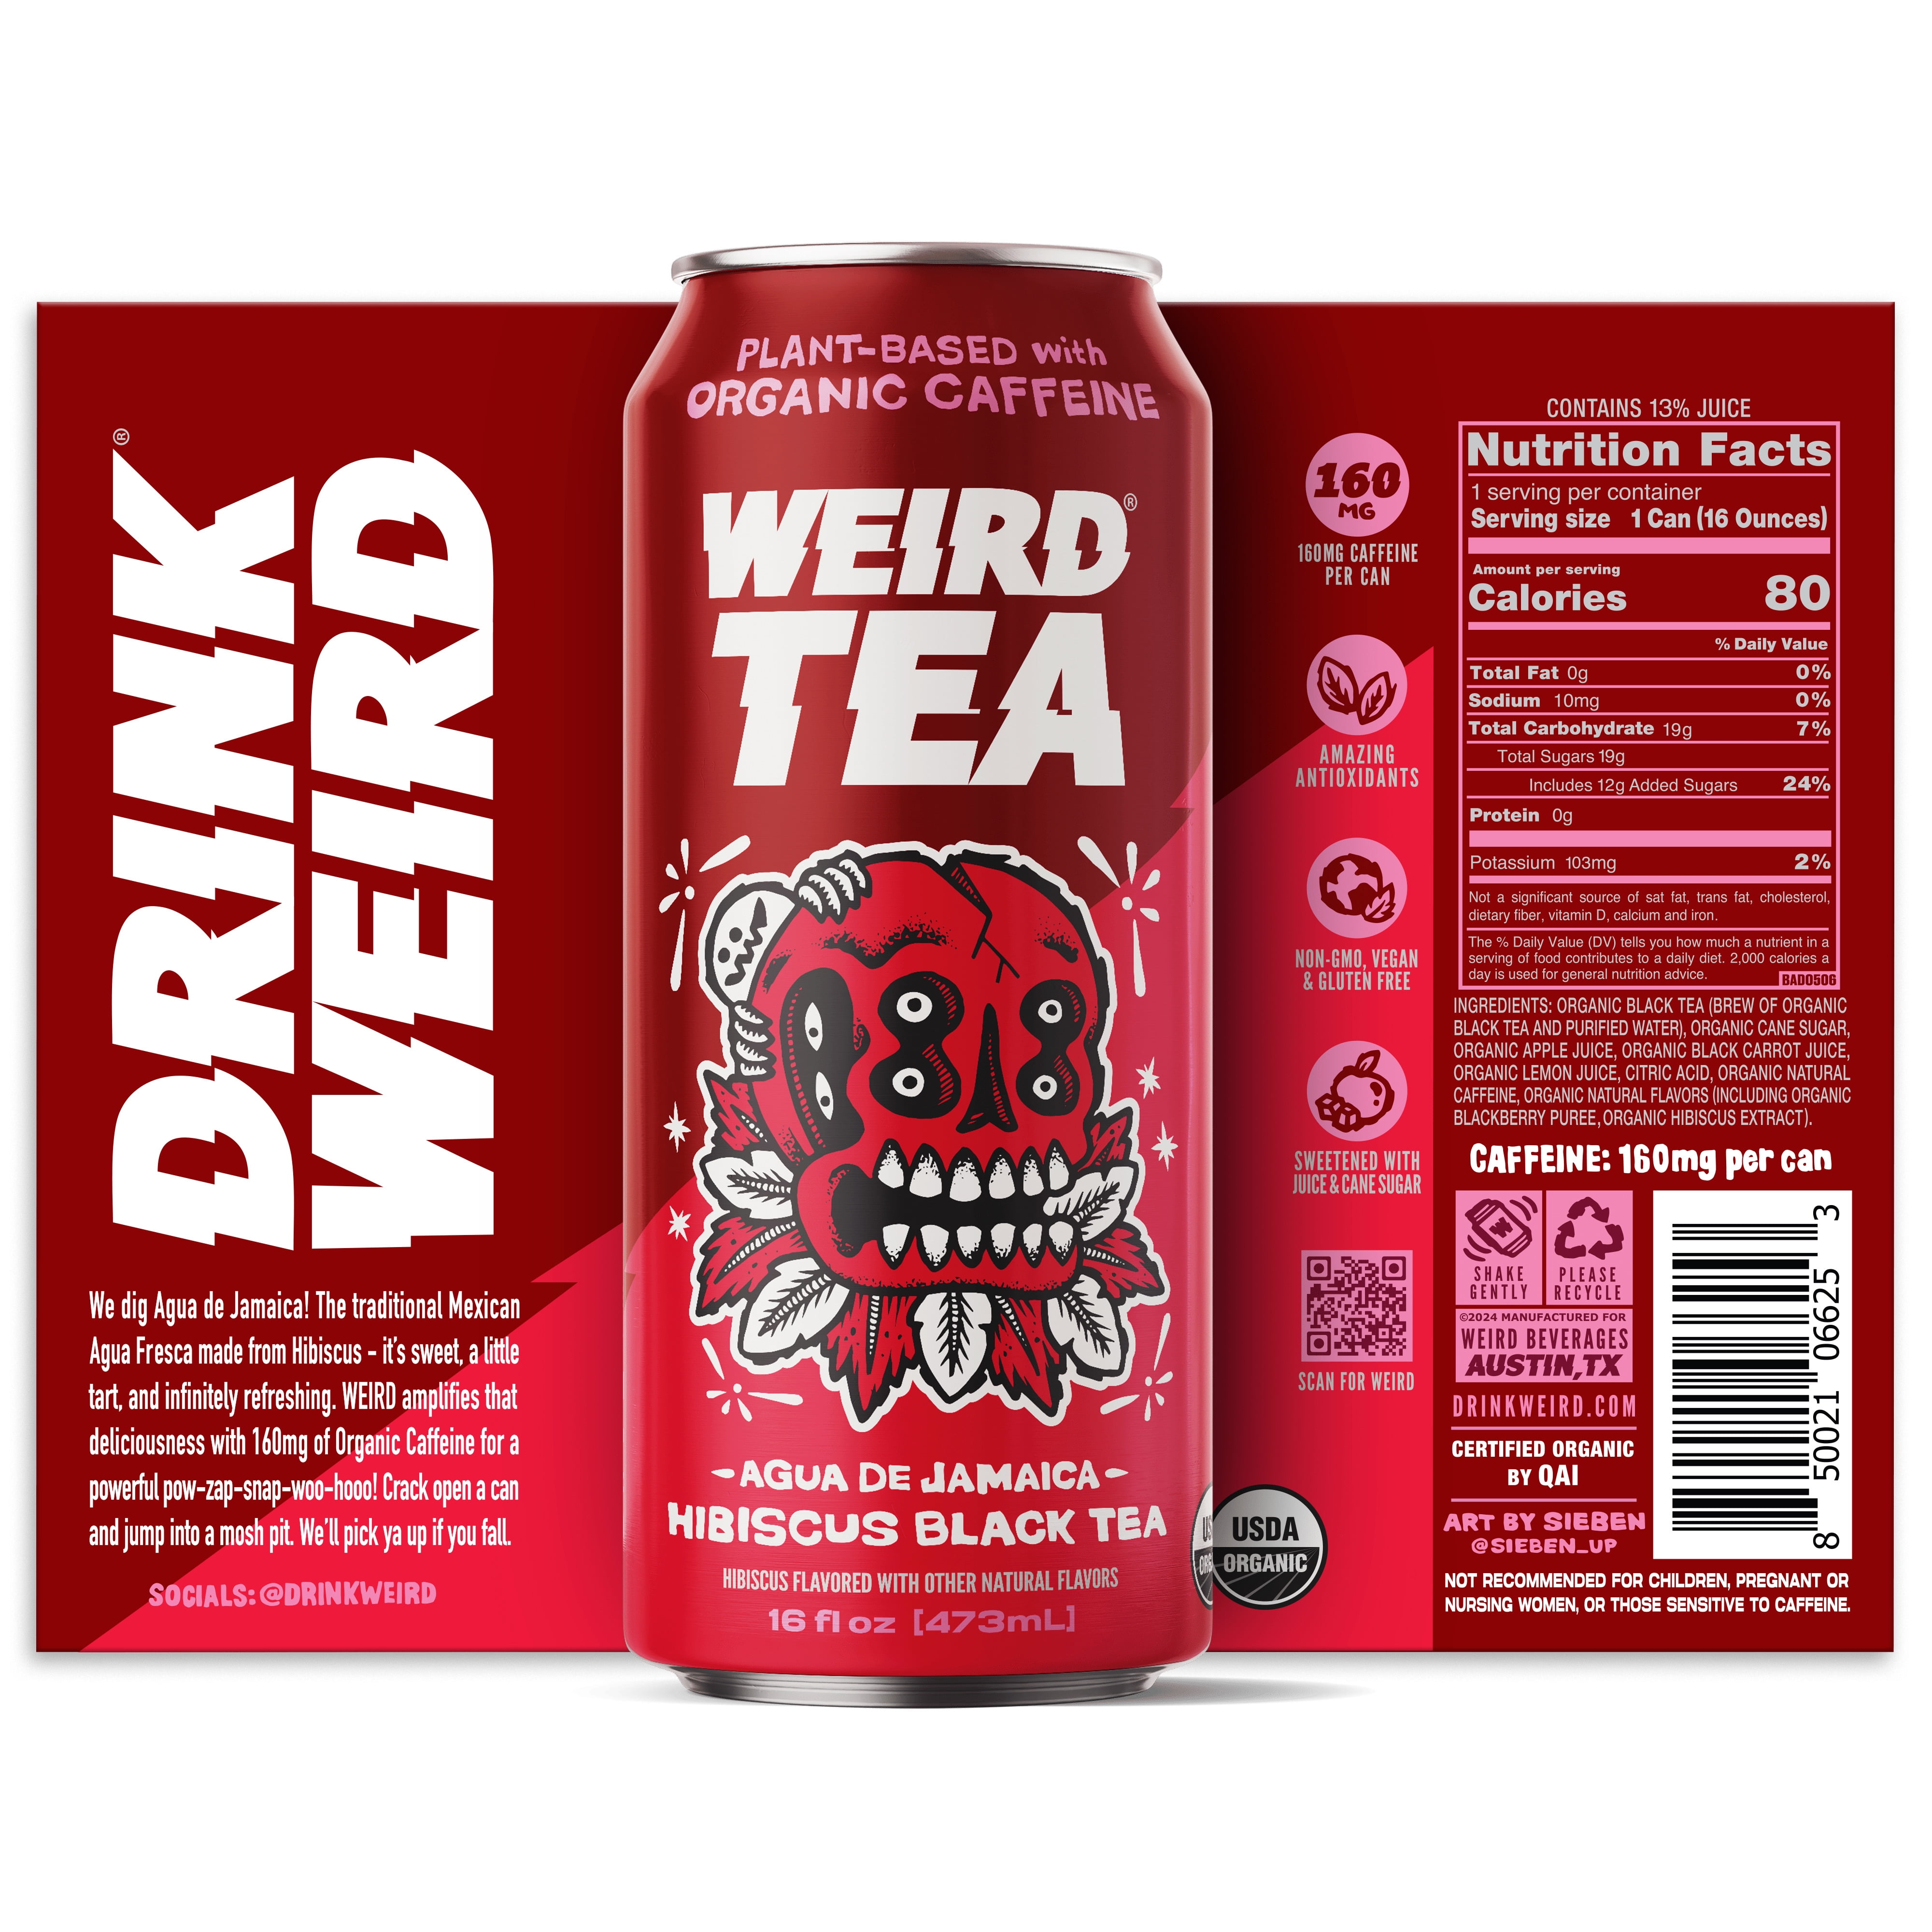 DRINK
WEIRD®
We dig Agua de Jamaica! The traditional Mexican
Agua Fresca made from Hibiscus - it's sweet, a little
tart, and infinitely refreshing. WEIRD amplifies that
deliciousness with 160mg of Organic Caffeine for a
powerful pow-zap-snap-woo-hooo! Crack open a can
and jump into a mosh pit. We'll pick ya up if you fall.
SOCIALS: @DRINKWEIRD
PLANT-BASED with
ORGANIC CAFFEINE
WEIRD®
TEA
-AGUA DE JAMAICA-
HIBISCUS BLACK TEA
HIBISCUS FLAVORED WITH OTHER NATURAL FLAVORS
16 fl oz [473mL]
160
MG
160MG CAFFEINE
PER CAN
AMAZING
ANTIOXIDANTS
NON-GMO, VEGAN
& GLUTEN FREE
SWEETENED WITH
JUICE & CANE SUGAR
SCAN FOR WEIRD
US
ORG
USDA
ORGANIC
CONTAINS 13% JUICE
Nutrition Facts
1 serving per container
Serving size 1 Can (16 Ounces)
Amount per serving
Calories 80
% Daily Value
Total Fat 0g 0%
Sodium 10mg 0%
Total Carbohydrate 19g 7%
Total Sugars 19g
Includes 12g Added Sugars 24%
Protein 0g
Potassium 103mg 2%
Not a significant source of sat fat, trans fat, cholesterol,
dietary fiber, vitamin D, calcium and iron.
The % Daily Value (DV) tells you how much a nutrient in a
serving of food contributes to a daily diet. 2,000 calories a
day is used for general nutrition advice.
BAD0506
INGREDIENTS: ORGANIC BLACK TEA (BREW OF ORGANIC
BLACK TEA AND PURIFIED WATER), ORGANIC CANE SUGAR,
ORGANIC APPLE JUICE, ORGANIC BLACK CARROT JUICE,
ORGANIC LEMON JUICE, CITRIC ACID, ORGANIC NATURAL
CAFFEINE, ORGANIC NATURAL FLAVORS (INCLUDING ORGANIC
BLACKBERRY PUREE, ORGANIC HIBISCUS EXTRACT).
CAFFEINE: 160mg per can
W
SHAKE
GENTLY
PLEASE
RECYCLE
©2024 MANUFACTURED FOR
WEIRD BEVERAGES
AUSTIN, TX
DRINKWEIRD.COM
CERTIFIED ORGANIC
BY QAI
ART BY SIEBEN
@SIEBEN_UP
8 50021 06625 3
NOT RECOMMENDED FOR CHILDREN, PREGNANT OR
NURSING WOMEN, OR THOSE SENSITIVE TO CAFFEINE.